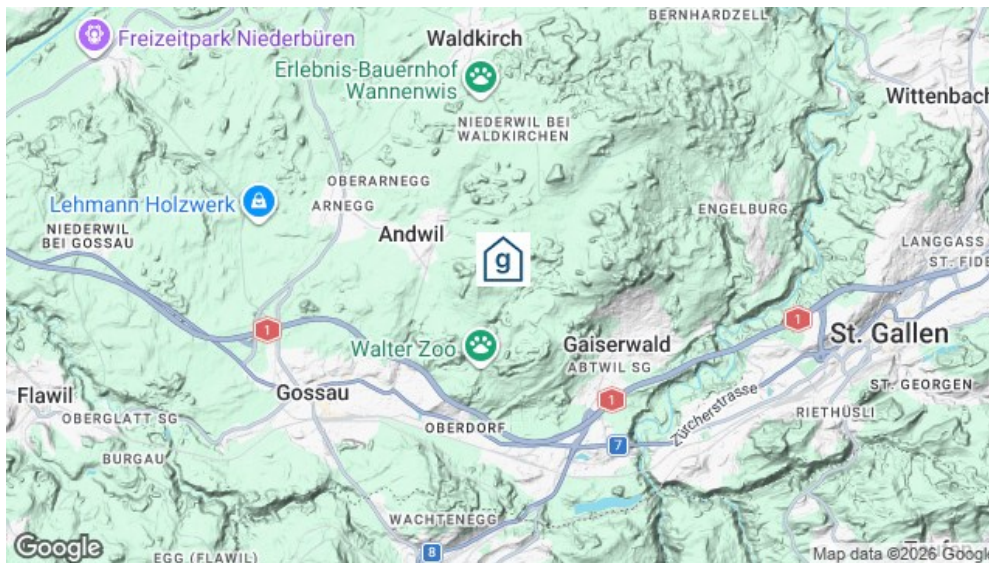 BERNHARDZELL
Freizeitpark Niederbüren
Waldkirch
Erlebnis-Bauernhof
Wannenwis
Wittenbach
NIEDERWIL BEI
WALDKIRCHEN
OBERARNEGG
Lehmann Holzwerk
ARNEGG
ENGELBURG
NIEDERWIL
BEI GOSSAU
Andwil
LANGGASS
ST. FIDE
g
1
1
St. Gallen
Walter Zoo
Gaiserwald
ABTWIL SG
Flawil
Gossau
ST. GEORGEN
1
OBERGLATT SG
OBERDORF
Zürcherstrasse
RIETHÜSLI
7
BURGAU
WACHTENEGG
Google
EGG (FLAWIL)
8
Map data ©2026 Google